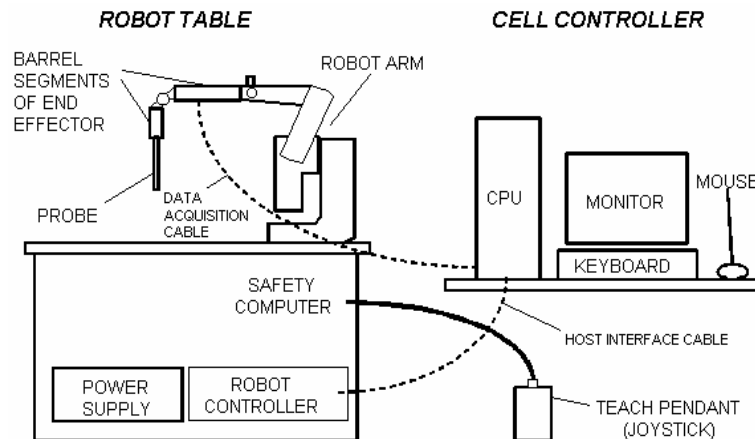 ROBOT TABLE
CELL CONTROLLER
BARREL
SEGMENTS
OF END
EFFECTOR
ROBOT ARM
PROBE
DATA
ACQUISITION
CABLE
CPU
MONITOR
MOUSE
KEYBOARD
SAFETY
COMPUTER
HOST INTERFACE CABLE
POWER
SUPPLY
ROBOT
CONTROLLER
TEACH PENDANT
(JOYSTICK)